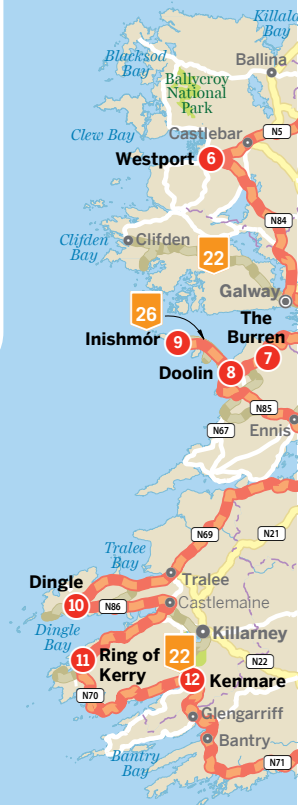 Killala
Bay
Blacksod
Bay
Ballina
Ballycroy
National
Park
Clew Bay
Castlebar
N5
Westport 6
N84
Clifden
Bay
Clifden
22
Galway
26
The
Burren
Inishmór 9
7
Doolin 8
N85
N67
Ennis
N69
N21
Tralee
Bay
Tralee
Dingle
10
N86
Castlemaine
Dingle
Bay
Killarney
22
11 Ring of
Kerry
N22
12 Kenmare
N70
Glengarriff
Bantry
Bantry
Bay
N71